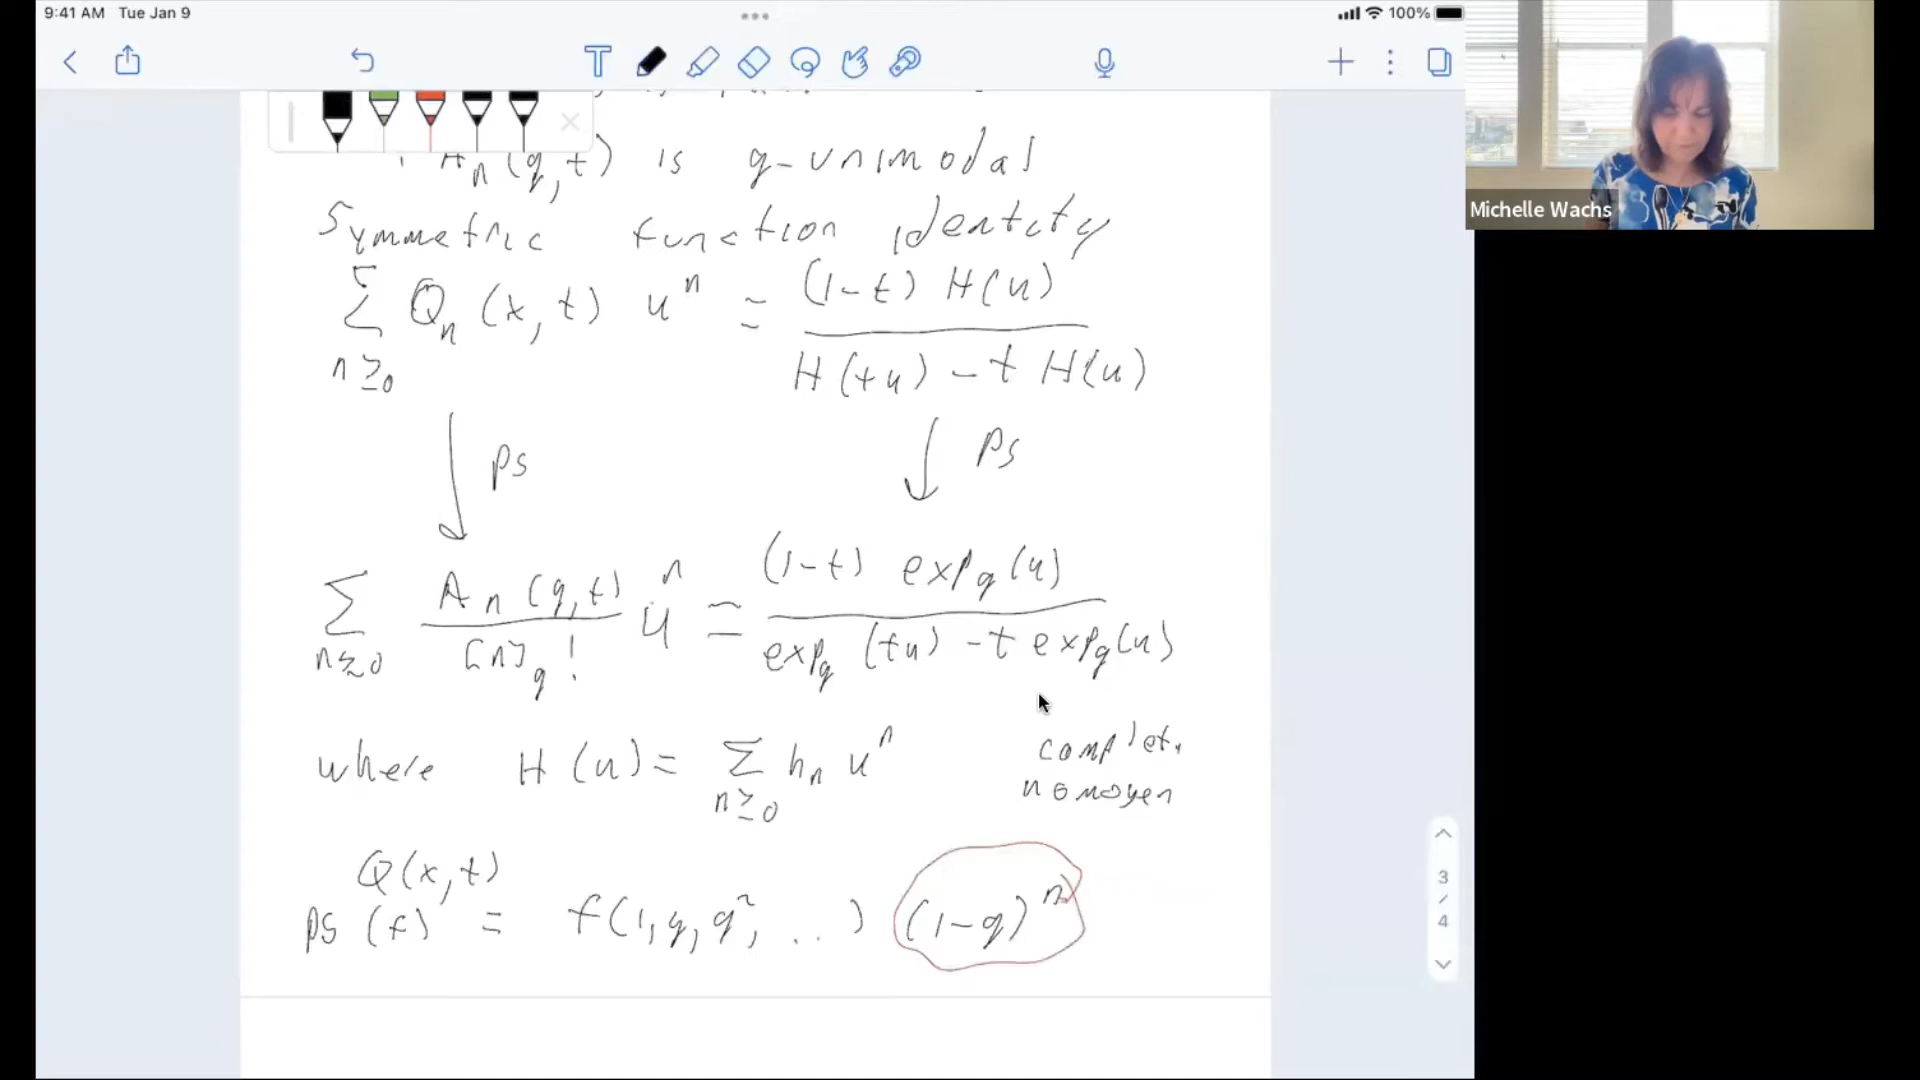 9:41 AM Tue Jan 9
100%
Michelle Wachs
A_n(q,t) is q-unimodal
Symmetric function identity
∑_{n≥0} Q_n(x,t) u^n = (1-t) H(u) / (H(tu) - t H(u))
ps ps
∑_{n≥0} A_n(q,t) / [n]_q! u^n = (1-t) exp_q(u) / (exp_q(tu) - t exp_q(u))
where H(u) = ∑_{n≥0} h_n u^n
Q(x,t)
ps(f) = f(1,q,q^2, ...) (1-q)^n
3
/
4